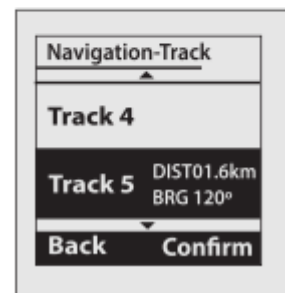 Navigation-Track
Track 4
Track 5 DIST01.6km
BRG 120º
Back Confirm